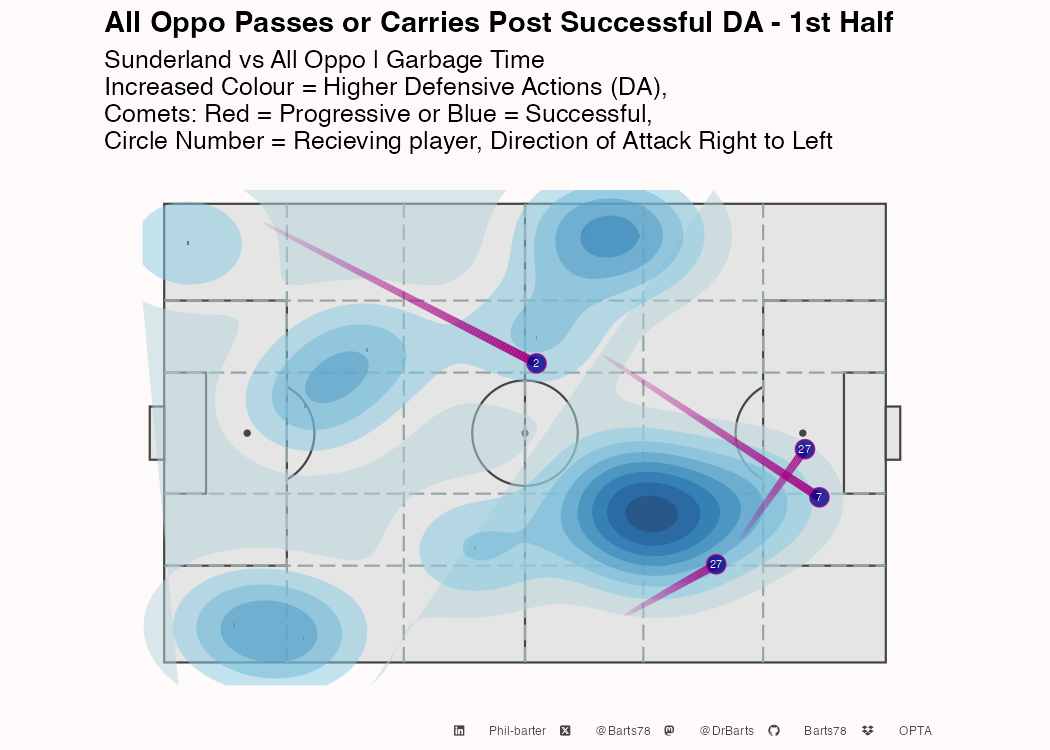 All Oppo Passes or Carries Post Successful DA - 1st Half
Sunderland vs All Oppo | Garbage Time
Increased Colour = Higher Defensive Actions (DA),
Comets: Red = Progressive or Blue = Successful,
Circle Number = Recieving player, Direction of Attack Right to Left
2
27
7
27
Phil-barter @Barts78 @DrBarts Barts78 OPTA